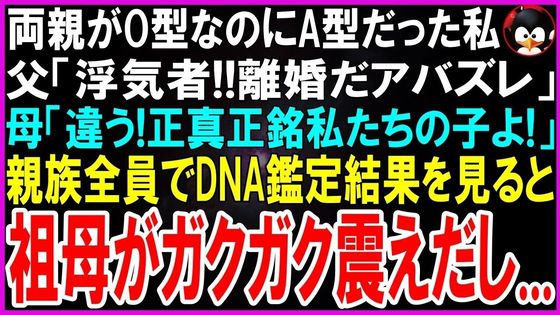 両親がO型なのにA型だった私
父「浮気者!!離婚だアバズレ」
母「違う!正真正銘私たちの子よ!」
親族全員でDNA鑑定結果を見ると
祖母がガクガク震えだし...